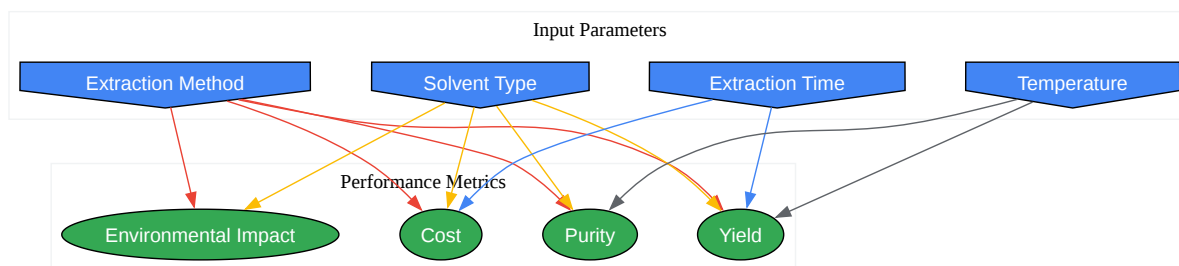 Input Parameters
Extraction Method
Solvent Type
Extraction Time
Temperature
Performance Metrics
Environmental Impact
Cost
Purity
Yield